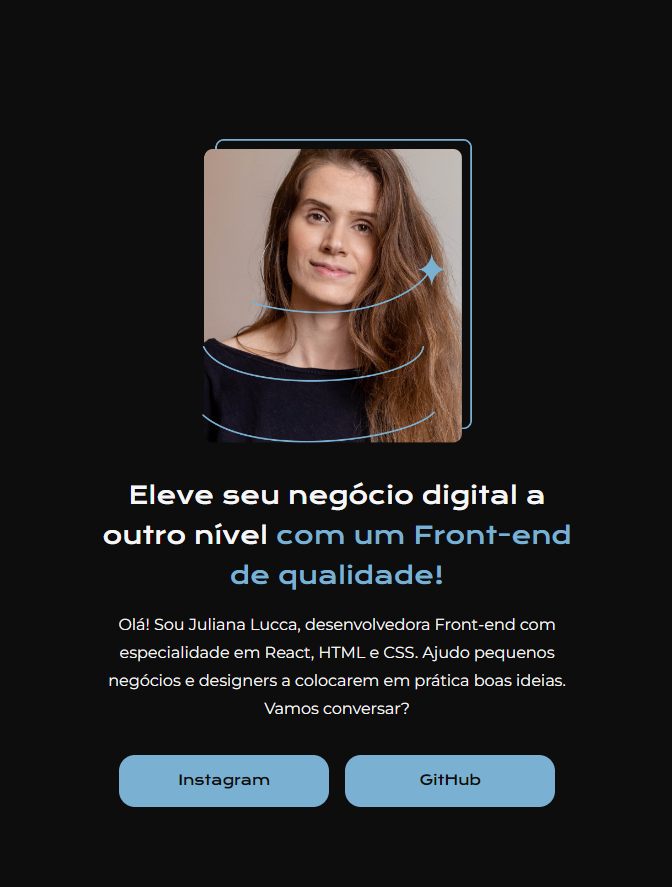 Eleve seu negócio digital a
outro nível com um Front-end
de qualidade!
Olá! Sou Juliana Lucca, desenvolvedora Front-end com
especialidade em React, HTML e CSS. Ajudo pequenos
negócios e designers a colocarem em prática boas ideias.
Vamos conversar?
Instagram
GitHub